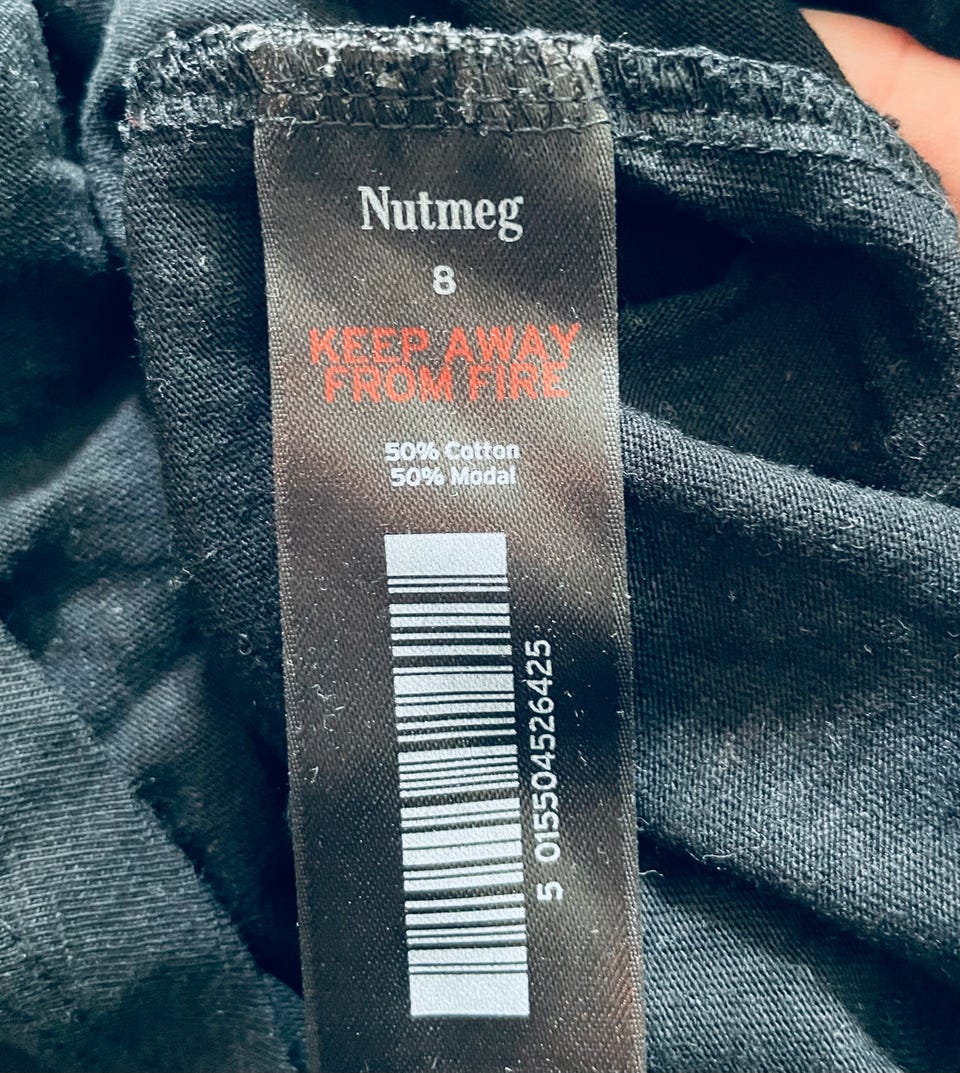 Nutmeg
8
KEEP AWAY
FROM FIRE
50% Cotton
50% Modal
5 015504526425